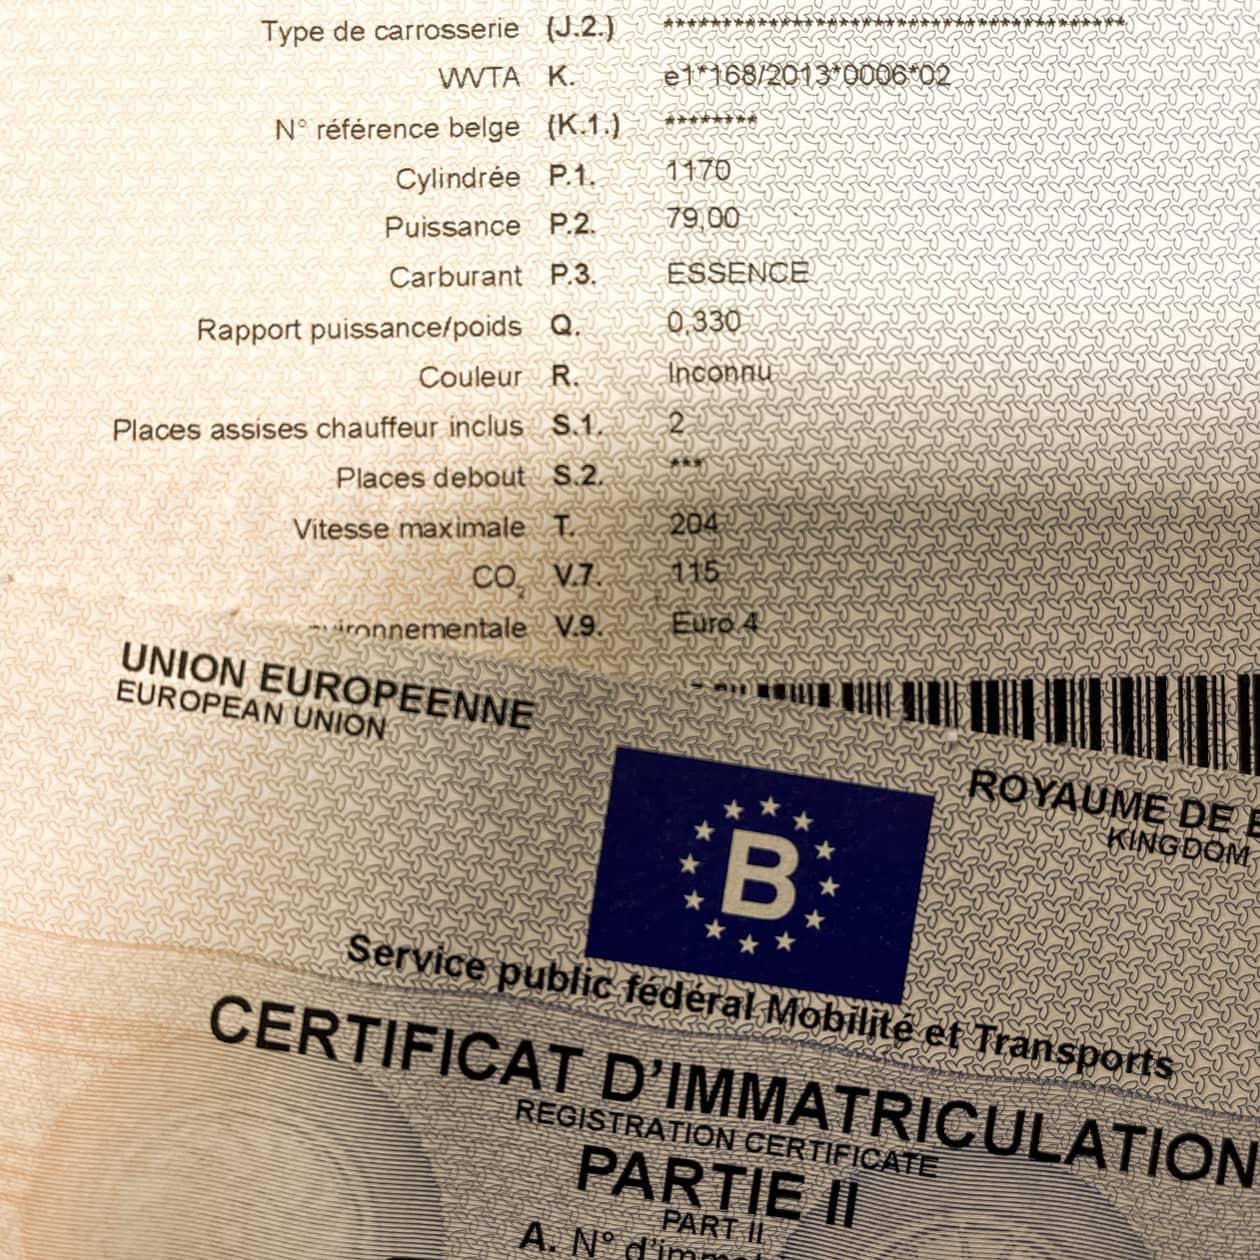 Type de carrosserie (J.2.) ***************************************
WVTA K. e1*168/2013*0006*02
N° référence belge (K.1.) ********
Cylindrée P.1. 1170
Puissance P.2. 79,00
Carburant P.3. ESSENCE
Rapport puissance/poids Q. 0,330
Couleur R. Inconnu
Places assises chauffeur inclus S.1. 2
Places debout S.2. ***
Vitesse maximale T. 204
CO₂ V.7. 115
V.9. Euro 4
UNION EUROPEENNE
EUROPEAN UNION
B
ROYAUME DE
KINGDOM
Service public fédéral Mobilité et Transports
CERTIFICAT D'IMMATRICULATION
REGISTRATION CERTIFICATE
PARTIE II
PART II
A. N°